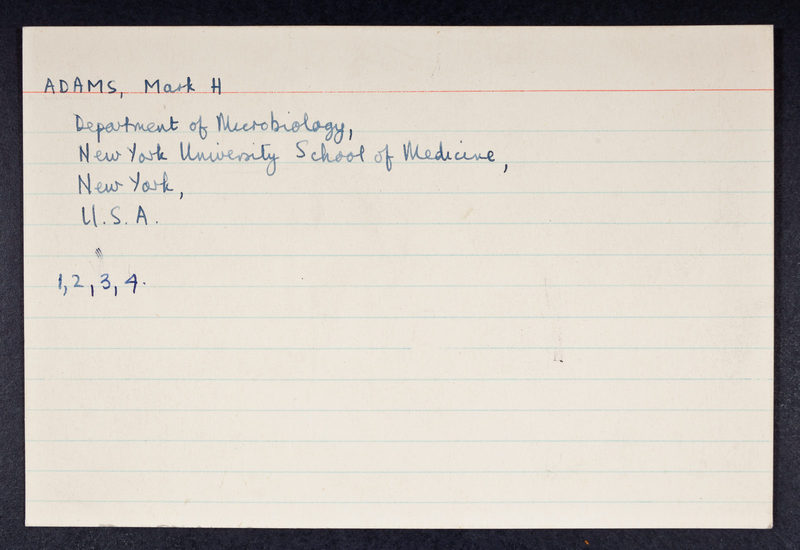 ADAMS, Mark H
Department of Microbiology,
New York University School of Medicine,
New York,
U.S.A.
1, 2, 3, 4.